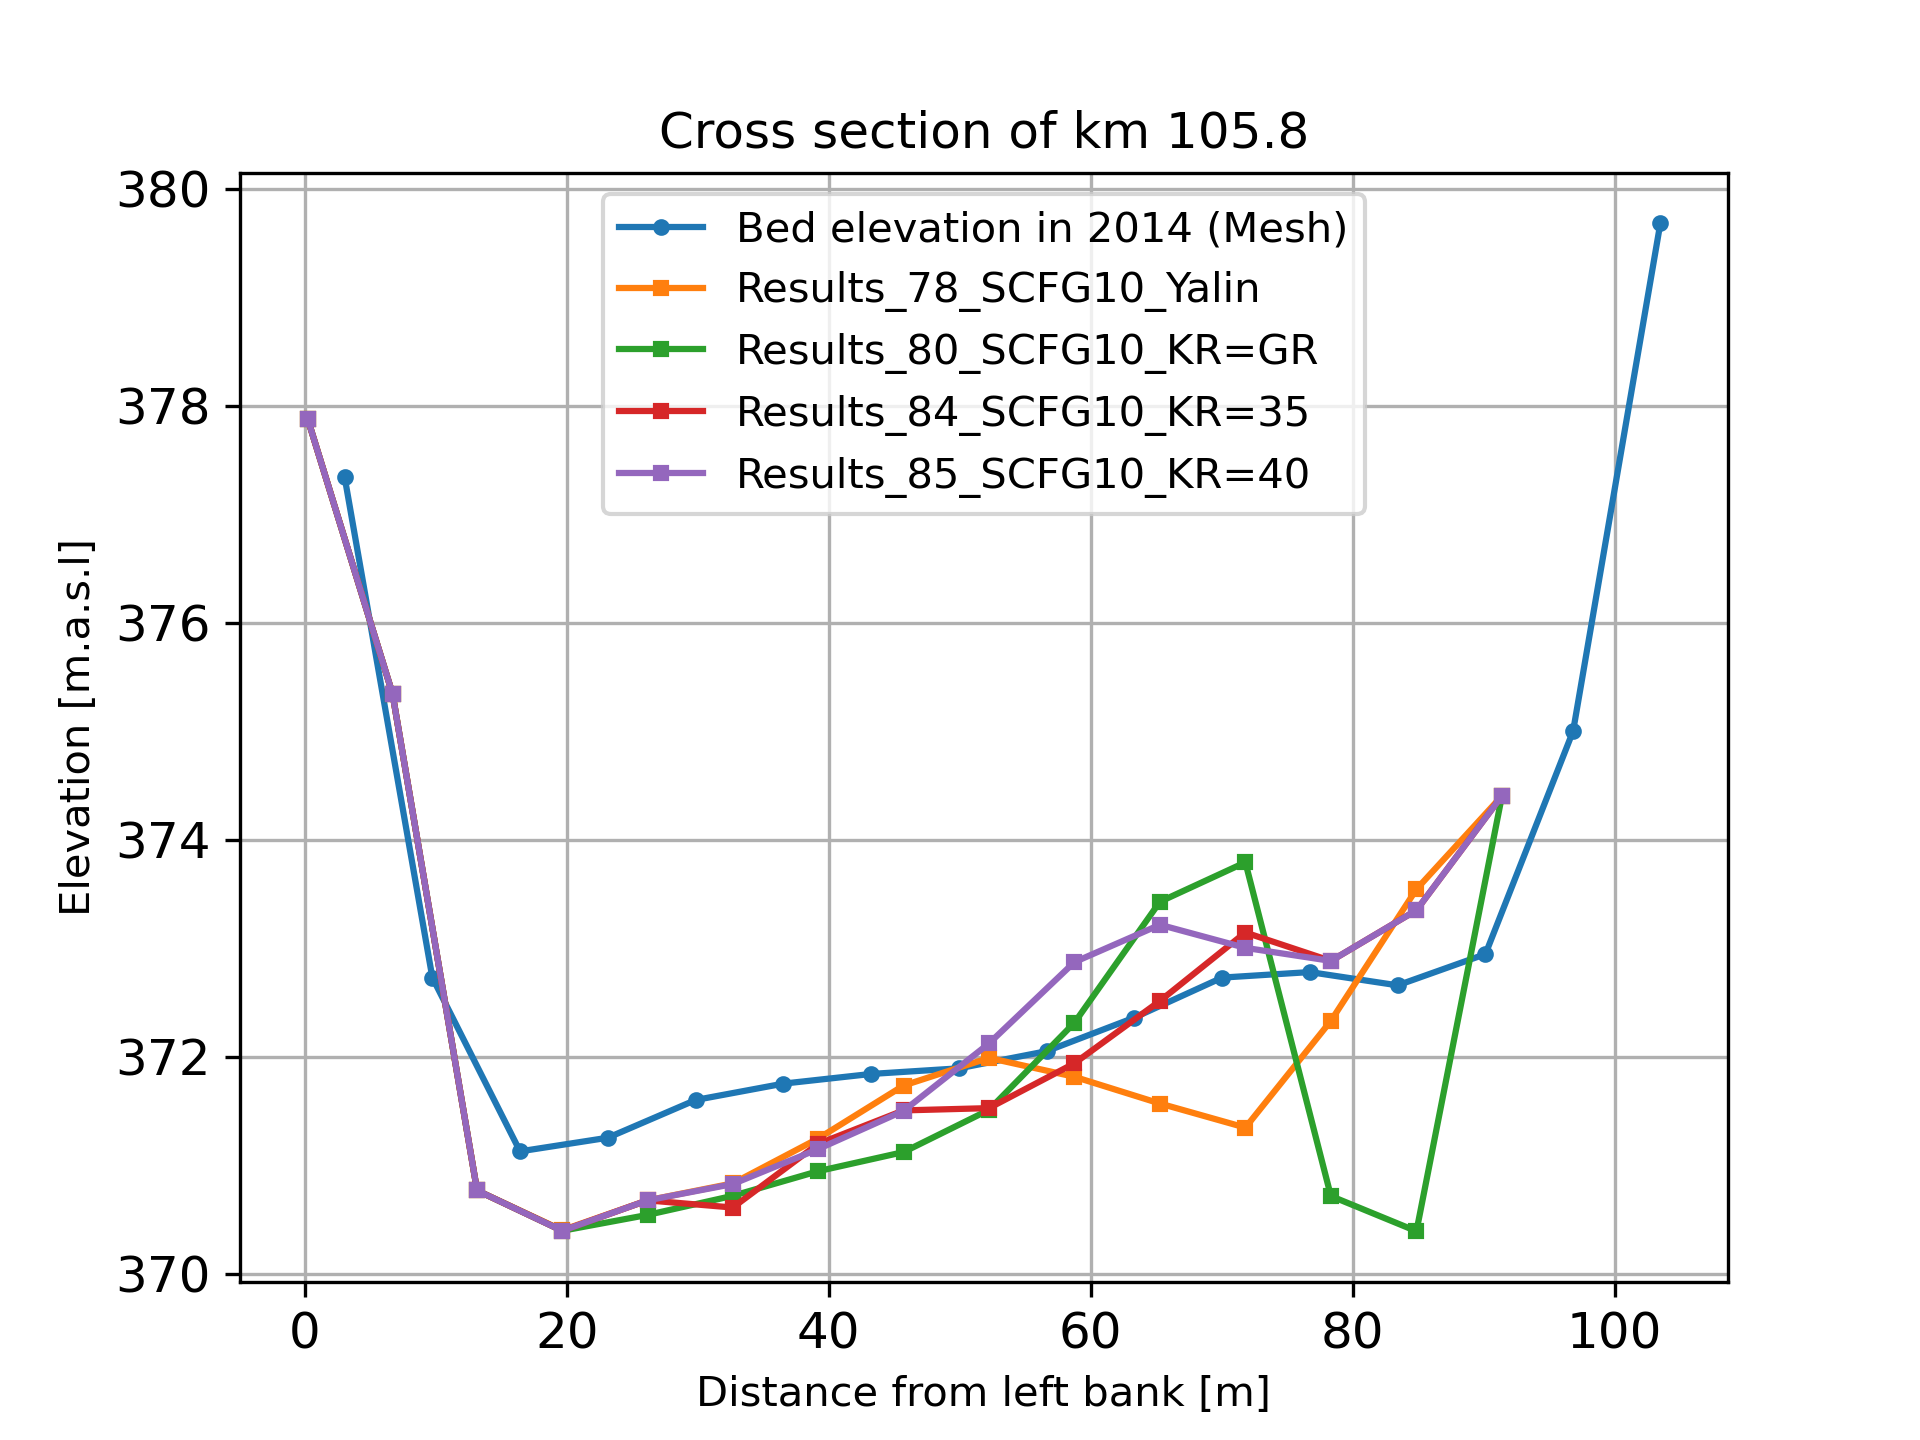 Cross section of km 105.8
380
378
376
374
372
370
Elevation [m.a.s.l]
Bed elevation in 2014 (Mesh)
Results_78_SCFG10_Yalin
Results_80_SCFG10_KR=GR
Results_84_SCFG10_KR=35
Results_85_SCFG10_KR=40
0 20 40 60 80 100
Distance from left bank [m]